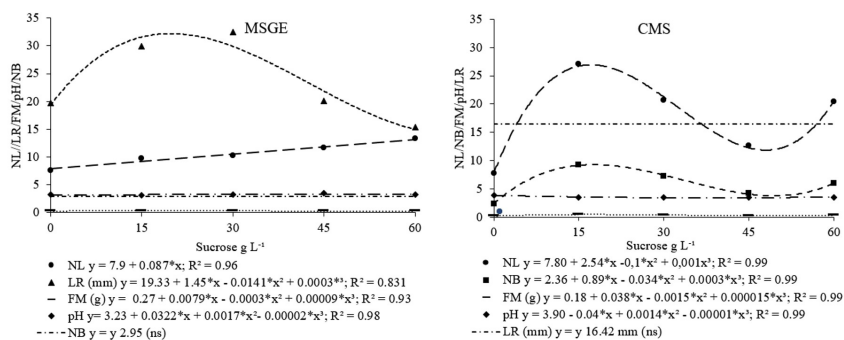 MSGE
NL//LR/FM/pH/NB
35
30
25
20
15
10
5
0
0 15 30 45 60
Sucrose g L⁻¹
NL y = 7.9 + 0.087*x; R² = 0.96
LR (mm) y = 19.33 + 1.45*x - 0.0141*x² + 0.0003*³; R² = 0.831
FM (g) y = 0.27 + 0.0079*x - 0.0003*x² + 0.00009*x³; R² = 0.93
pH y= 3.23 + 0.0322*x + 0.0017*x²- 0.00002*x³; R² = 0.98
NB y = y 2.95 (ns)
CMS
NL/NB/FM/pH/LR
35
30
25
20
15
10
5
0
0 15 30 45 60
Sucrose g L⁻¹
NL y = 7.80 + 2.54*x -0,1*x² + 0,001x³; R² = 0.99
NB y = 2.36 + 0.89*x - 0.034*x² + 0.0003*x³; R² = 0.99
FM (g) y = 0.18 + 0.038*x - 0.0015*x² + 0.000015*x³; R² = 0.99
pH y = 3.90 - 0.04*x + 0.0014*x² - 0.00001*x³; R² = 0.99
LR (mm) y = y 16.42 mm (ns)